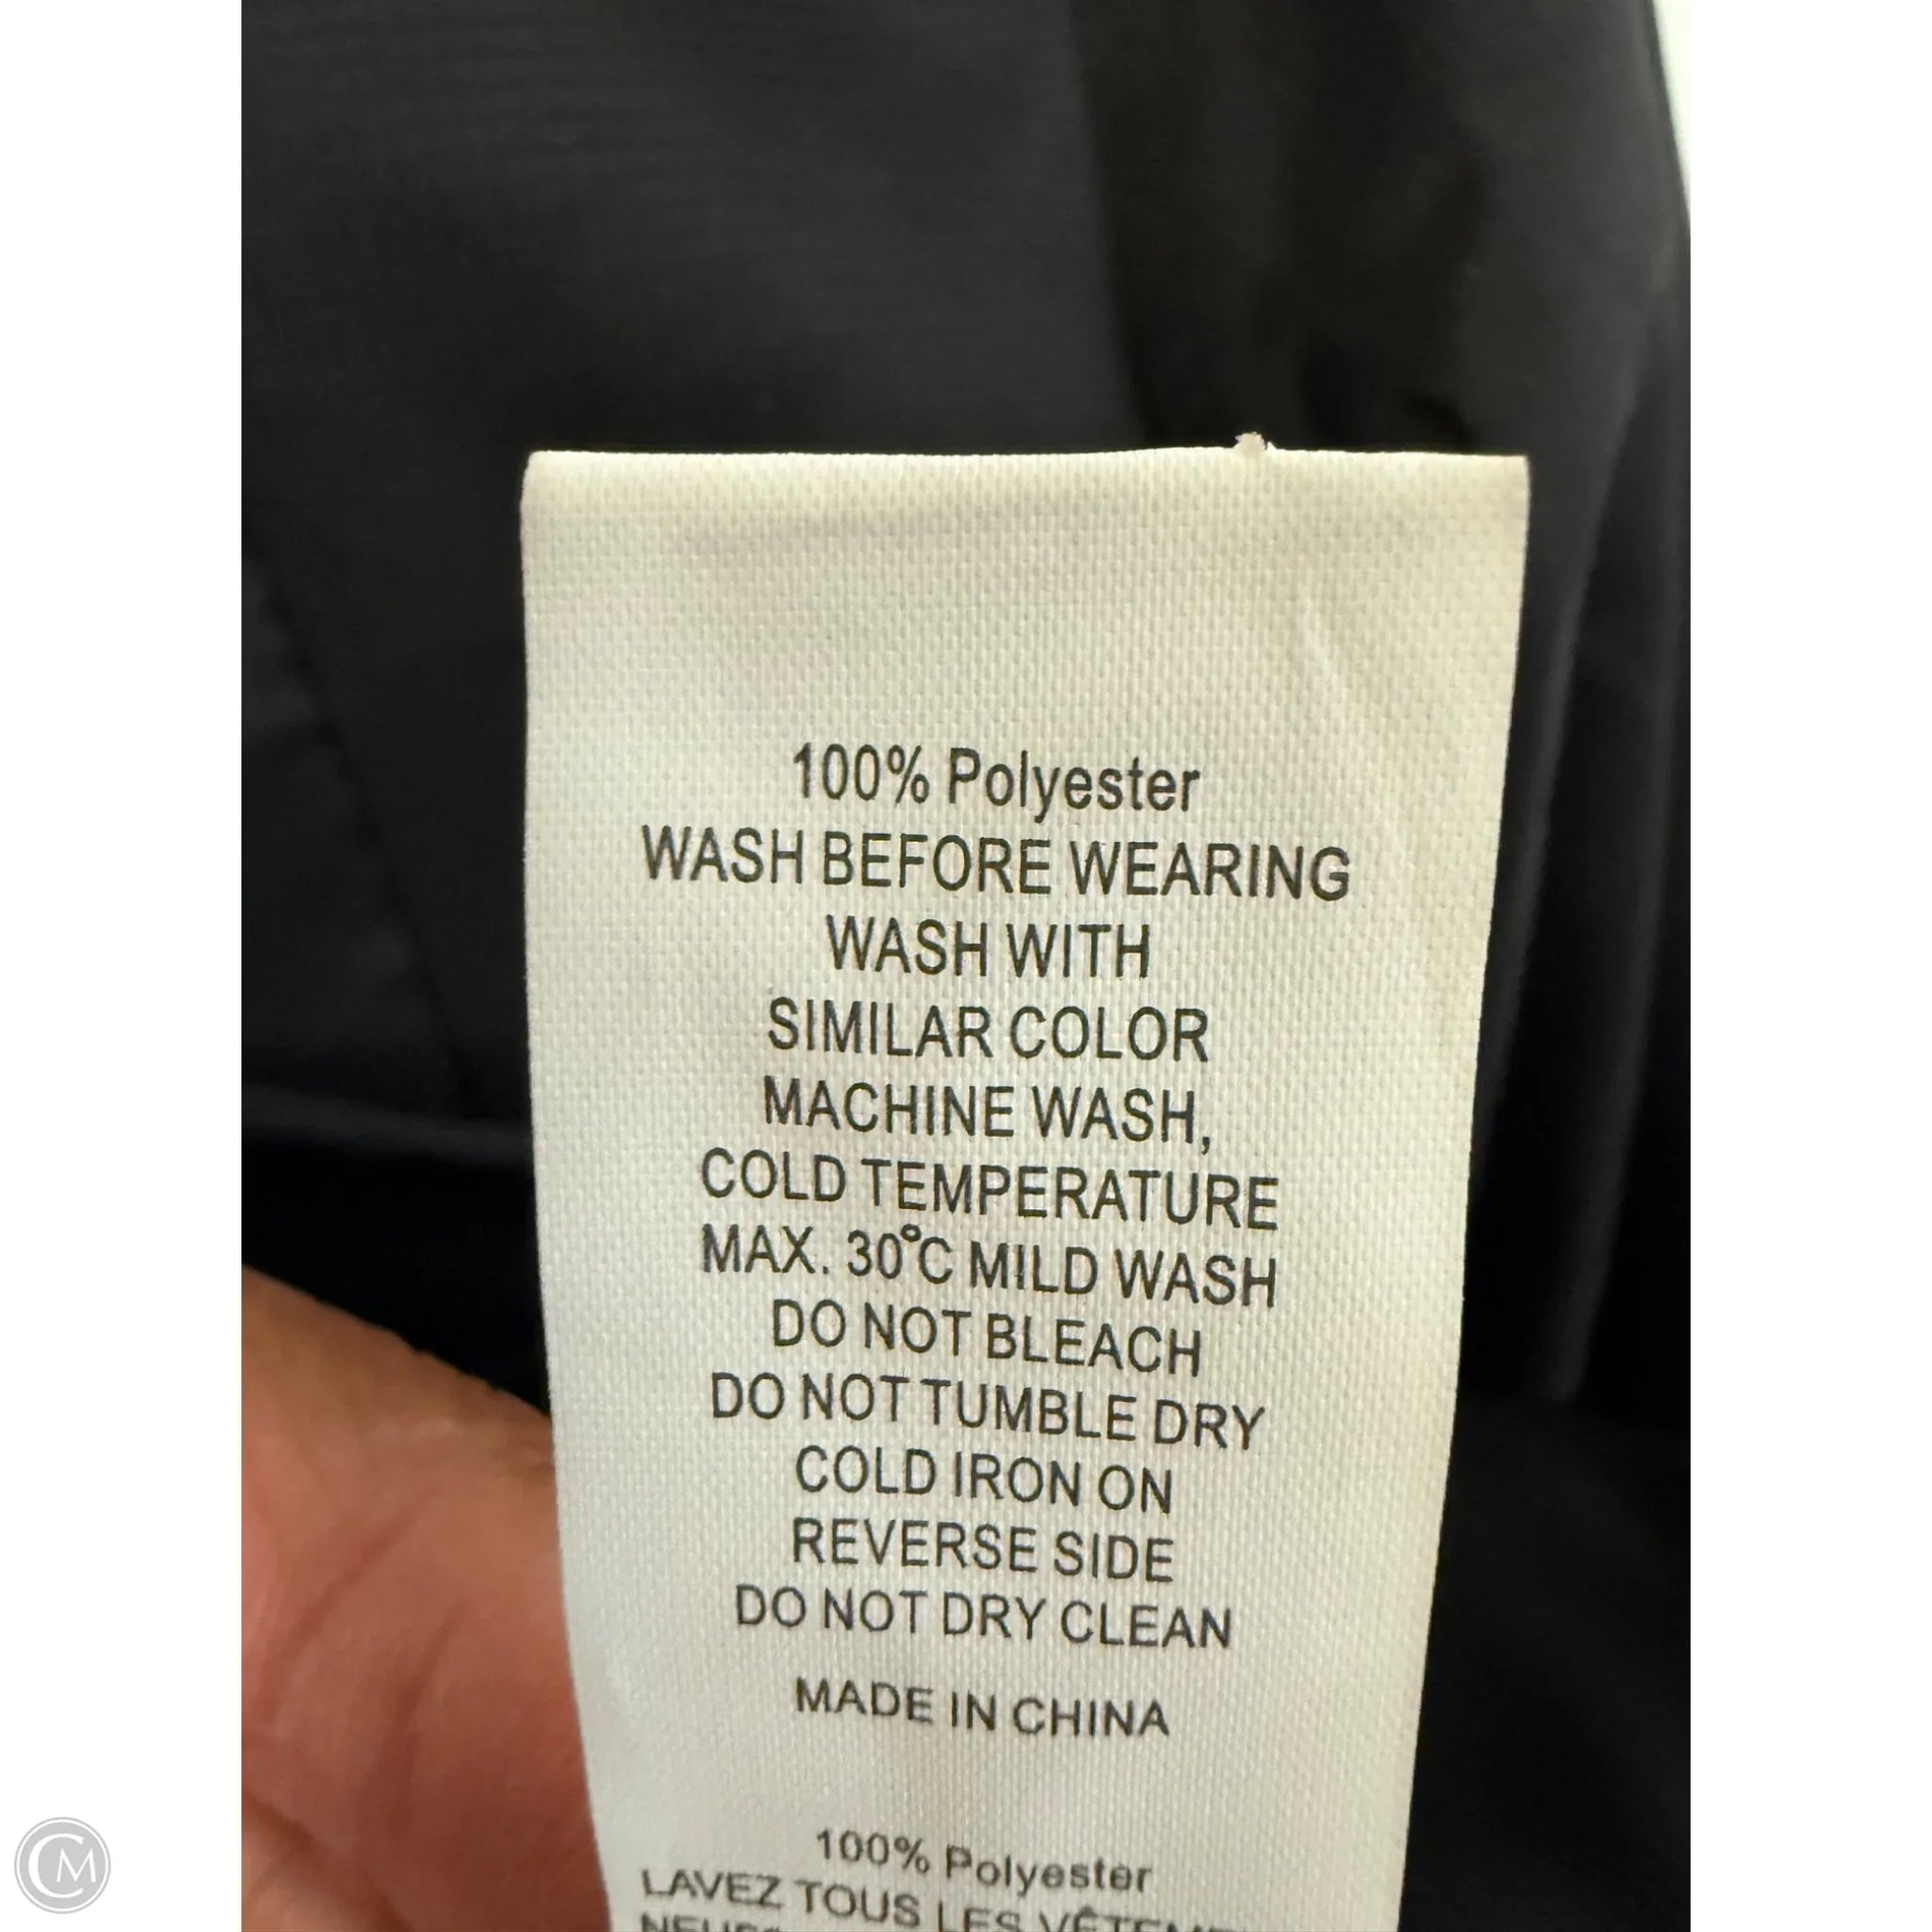 100% Polyester
WASH BEFORE WEARING
WASH WITH
SIMILAR COLOR
MACHINE WASH,
COLD TEMPERATURE
MAX. 30°C MILD WASH
DO NOT BLEACH
DO NOT TUMBLE DRY
COLD IRON ON
REVERSE SIDE
DO NOT DRY CLEAN
MADE IN CHINA
100% Polyester
LAVEZ TOUS LES
CM